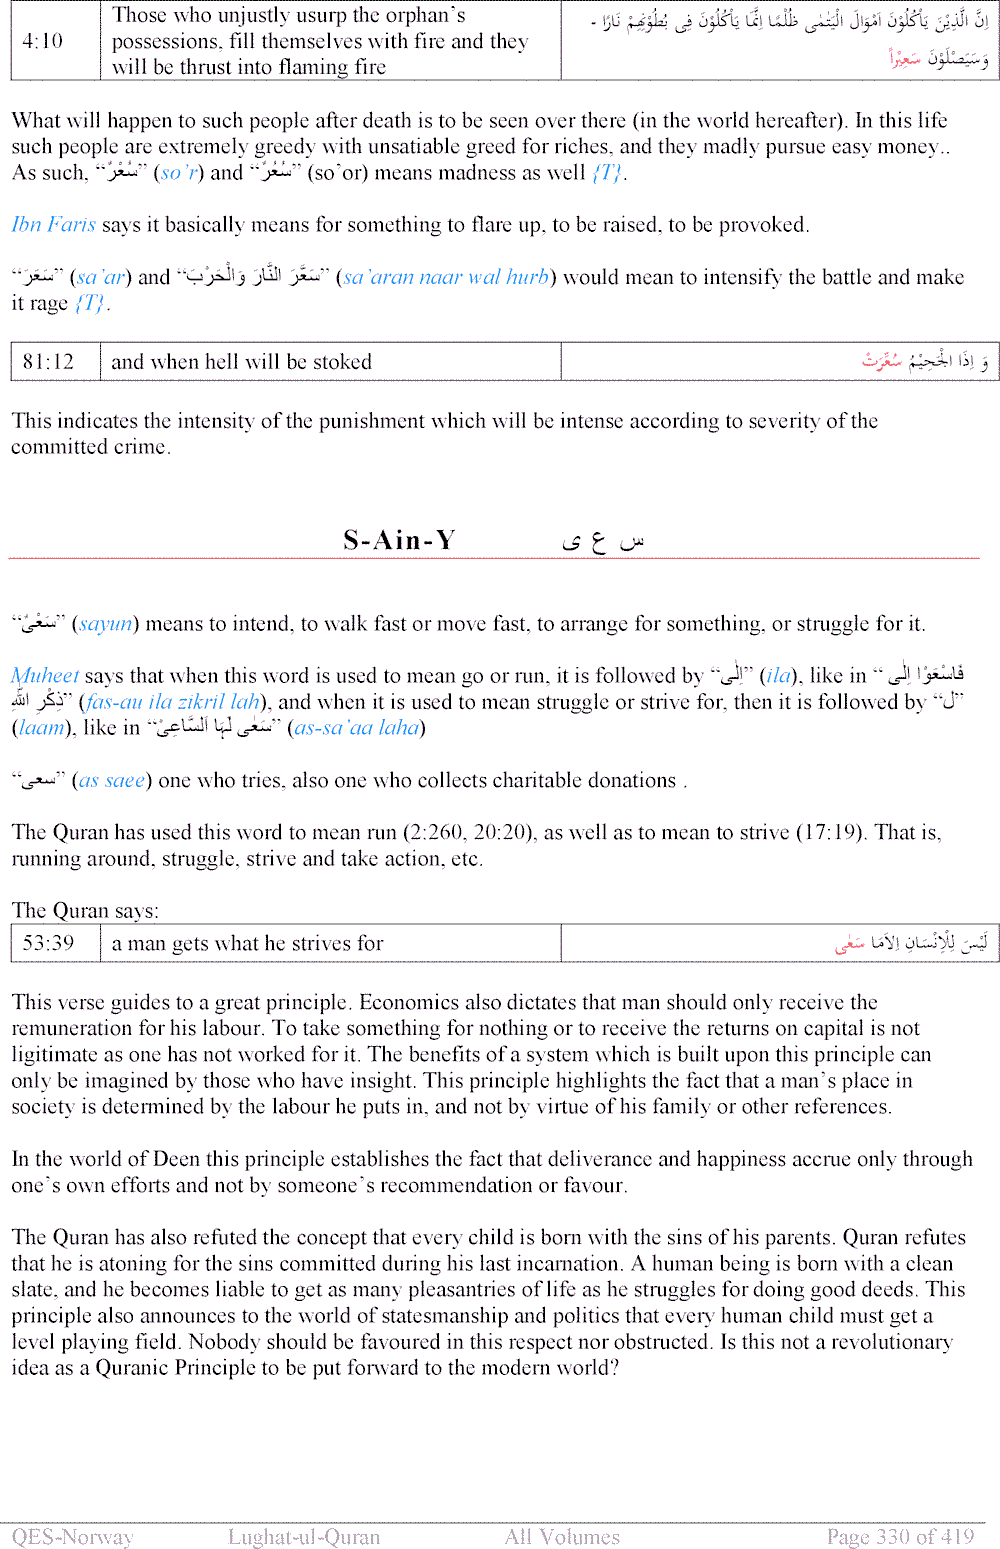 4:10 Those who unjustly usurp the orphan's possessions, fill themselves with fire and they will be thrust into flaming fire
اِنَّ الَّذِيْنَ يَاْكُلُوْنَ اَمْوَالَ الْيَتٰمٰى ظُلْمًا اِنَّمَا يَاْكُلُوْنَ فِى بُطُوْنِهِمْ نَارًا -
وَسَيَصْلَوْنَ سَعِيْراً
What will happen to such people after death is to be seen over there (in the world hereafter). In this life
such people are extremely greedy with unsatiable greed for riches, and they madly pursue easy money..
As such, “سُعْرٌ” (so’r) and “سُعُرٌ” (so’or) means madness as well {T}.
Ibn Faris says it basically means for something to flare up, to be raised, to be provoked.
“سَعَرَ” (sa’ar) and “سَعَّرَ النَّارَ وَالْحَرْبَ” (sa’aran naar wal hurb) would mean to intensify the battle and make
it rage {T}.
81:12 and when hell will be stoked وَ اِذَا الْجَحِيْمُ سُعِّرَتْ
This indicates the intensity of the punishment which will be intense according to severity of the
committed crime.
S-Ain-Y س ع ى
“سَعْىٌ” (sayun) means to intend, to walk fast or move fast, to arrange for something, or struggle for it.
Muheet says that when this word is used to mean go or run, it is followed by “اِلٰى” (ila), like in “ فَاسْعَوْا اِلٰى
ذِكْرِ اللّٰهِ” (fas-au ila zikril lah), and when it is used to mean struggle or strive for, then it is followed by “ل”
(laam), like in “سَعٰى لَهَا اَلسَّاعِىْ” (as-sa’aa laha)
“سعى” (as saee) one who tries, also one who collects charitable donations .
The Quran has used this word to mean run (2:260, 20:20), as well as to mean to strive (17:19). That is,
running around, struggle, strive and take action, etc.
The Quran says:
53:39 a man gets what he strives for لَيْسَ لِلْاِنْسَانِ اِلاَمَا سَعٰى
This verse guides to a great principle. Economics also dictates that man should only receive the
remuneration for his labour. To take something for nothing or to receive the returns on capital is not
ligitimate as one has not worked for it. The benefits of a system which is built upon this principle can
only be imagined by those who have insight. This principle highlights the fact that a man’s place in
society is determined by the labour he puts in, and not by virtue of his family or other references.
In the world of Deen this principle establishes the fact that deliverance and happiness accrue only through
one’s own efforts and not by someone’s recommendation or favour.
The Quran has also refuted the concept that every child is born with the sins of his parents. Quran refutes
that he is atoning for the sins committed during his last incarnation. A human being is born with a clean
slate, and he becomes liable to get as many pleasantries of life as he struggles for doing good deeds. This
principle also announces to the world of statesmanship and politics that every human child must get a
level playing field. Nobody should be favoured in this respect nor obstructed. Is this not a revolutionary
idea as a Quranic Principle to be put forward to the modern world?
QES-Norway Lughat-ul-Quran All Volumes Page 330 of 419